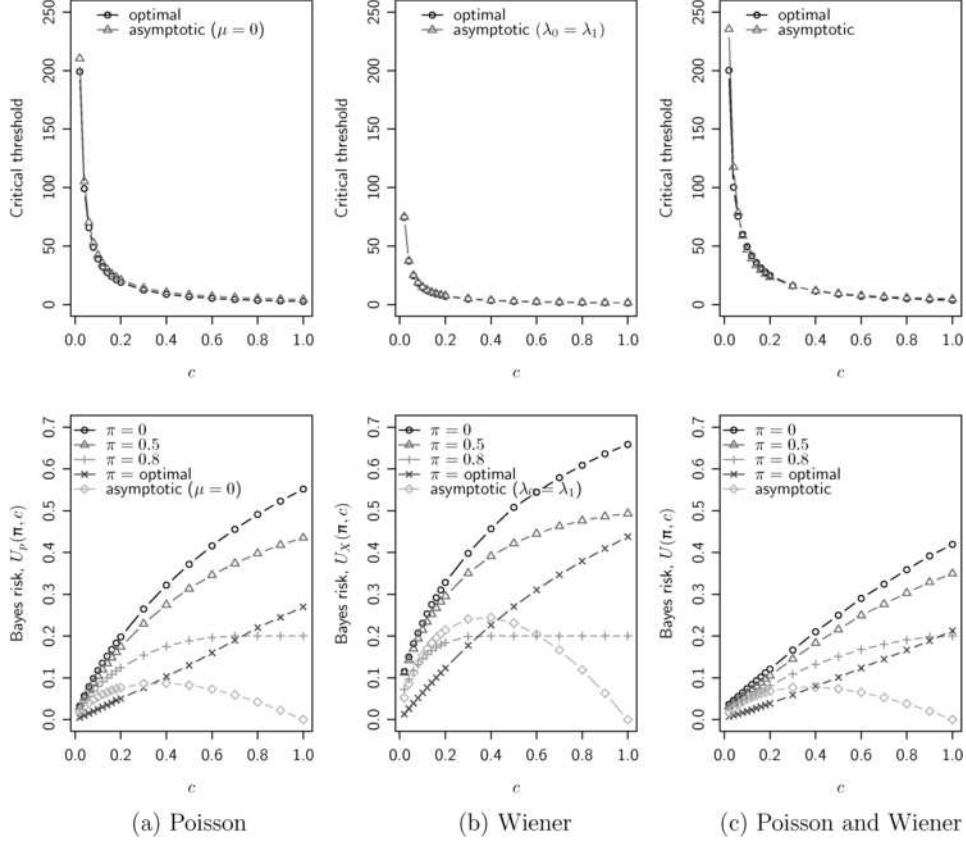 optimal
asymptotic (μ = 0)
Critical threshold
250
200
150
100
50
0
0.0 0.2 0.4 0.6 0.8 1.0
c
optimal
asymptotic (λ0 = λ1)
Critical threshold
250
200
150
100
50
0
0.0 0.2 0.4 0.6 0.8 1.0
c
optimal
asymptotic
Critical threshold
250
200
150
100
50
0
0.0 0.2 0.4 0.6 0.8 1.0
c
π = 0
π = 0.5
π = 0.8
π = optimal
asymptotic (μ = 0)
Bayes risk, Up(π, c)
0.7
0.6
0.5
0.4
0.3
0.2
0.1
0.0
0.0 0.2 0.4 0.6 0.8 1.0
c
(a) Poisson
π = 0
π = 0.5
π = 0.8
π = optimal
asymptotic (λ0 = λ1)
Bayes risk, UX(π, c)
0.7
0.6
0.5
0.4
0.3
0.2
0.1
0.0
0.0 0.2 0.4 0.6 0.8 1.0
c
(b) Wiener
π = 0
π = 0.5
π = 0.8
π = optimal
asymptotic
Bayes risk, U(π, c)
0.7
0.6
0.5
0.4
0.3
0.2
0.1
0.0
0.0 0.2 0.4 0.6 0.8 1.0
c
(c) Poisson and Wiener